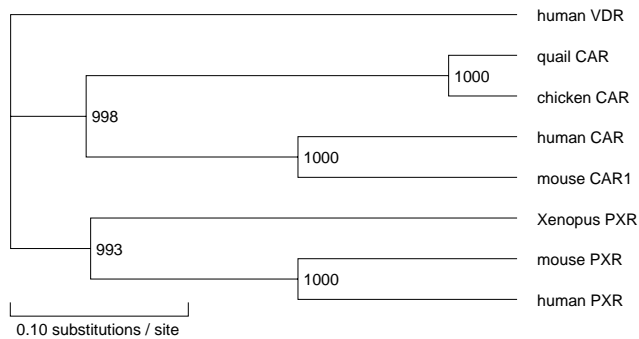 human VDR
quail CAR
1000
chicken CAR
998
human CAR
1000
mouse CAR1
Xenopus PXR
993
mouse PXR
1000
human PXR
0.10 substitutions / site